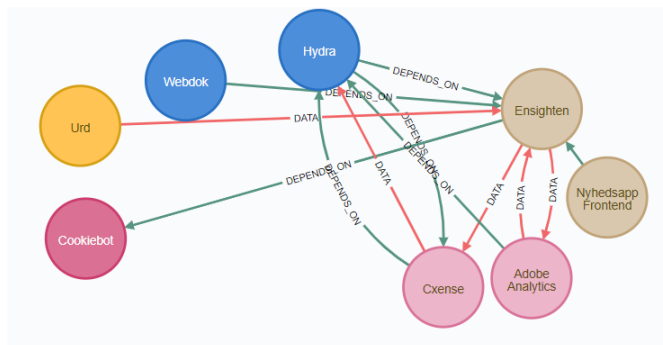 Hydra
DEPENDS_ON
Webdok
DEPENDS_ON
Ensighten
Urd
DATA
DEPENDS_ON
DEPENDS_ON
DEPENDS_ON
DATA
DEPENDS_ON
DATA
DATA
DATA
Nyhedsapp
Frontend
Cookiebot
Cxense
Adobe
Analytics